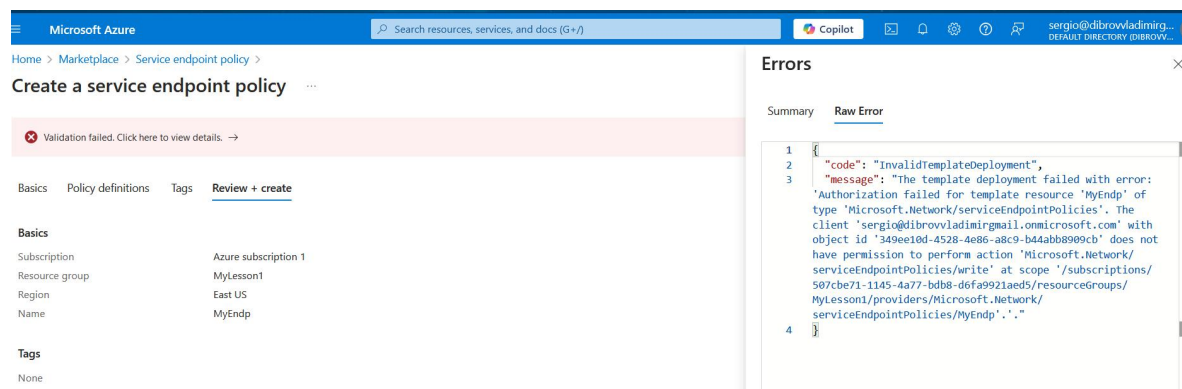 Microsoft Azure
Search resources, services, and docs (G+/)
Copilot
sergio@dibrovvladimirg...
DEFAULT DIRECTORY (DIBROVV...
Home > Marketplace > Service endpoint policy >
Create a service endpoint policy ...
Validation failed. Click here to view details. →
Basics Policy definitions Tags Review + create
Basics
Subscription Azure subscription 1
Resource group MyLesson1
Region East US
Name MyEndp
Tags
None
Errors
Summary Raw Error
1 {
2 "code": "InvalidTemplateDeployment",
3 "message": "The template deployment failed with error:
'Authorization failed for template resource 'MyEndp' of
type 'Microsoft.Network/serviceEndpointPolicies'. The
client 'sergio@dibrovvladimirgmail.onmicrosoft.com' with
object id '349ee10d-4528-4e86-a8c9-b44abb8909cb' does not
have permission to perform action 'Microsoft.Network/
serviceEndpointPolicies/write' at scope '/subscriptions/
507cbe71-1145-4a77-bdb8-d6fa9921aed5/resourceGroups/
MyLesson1/providers/Microsoft.Network/
serviceEndpointPolicies/MyEndp'.'."
4 }